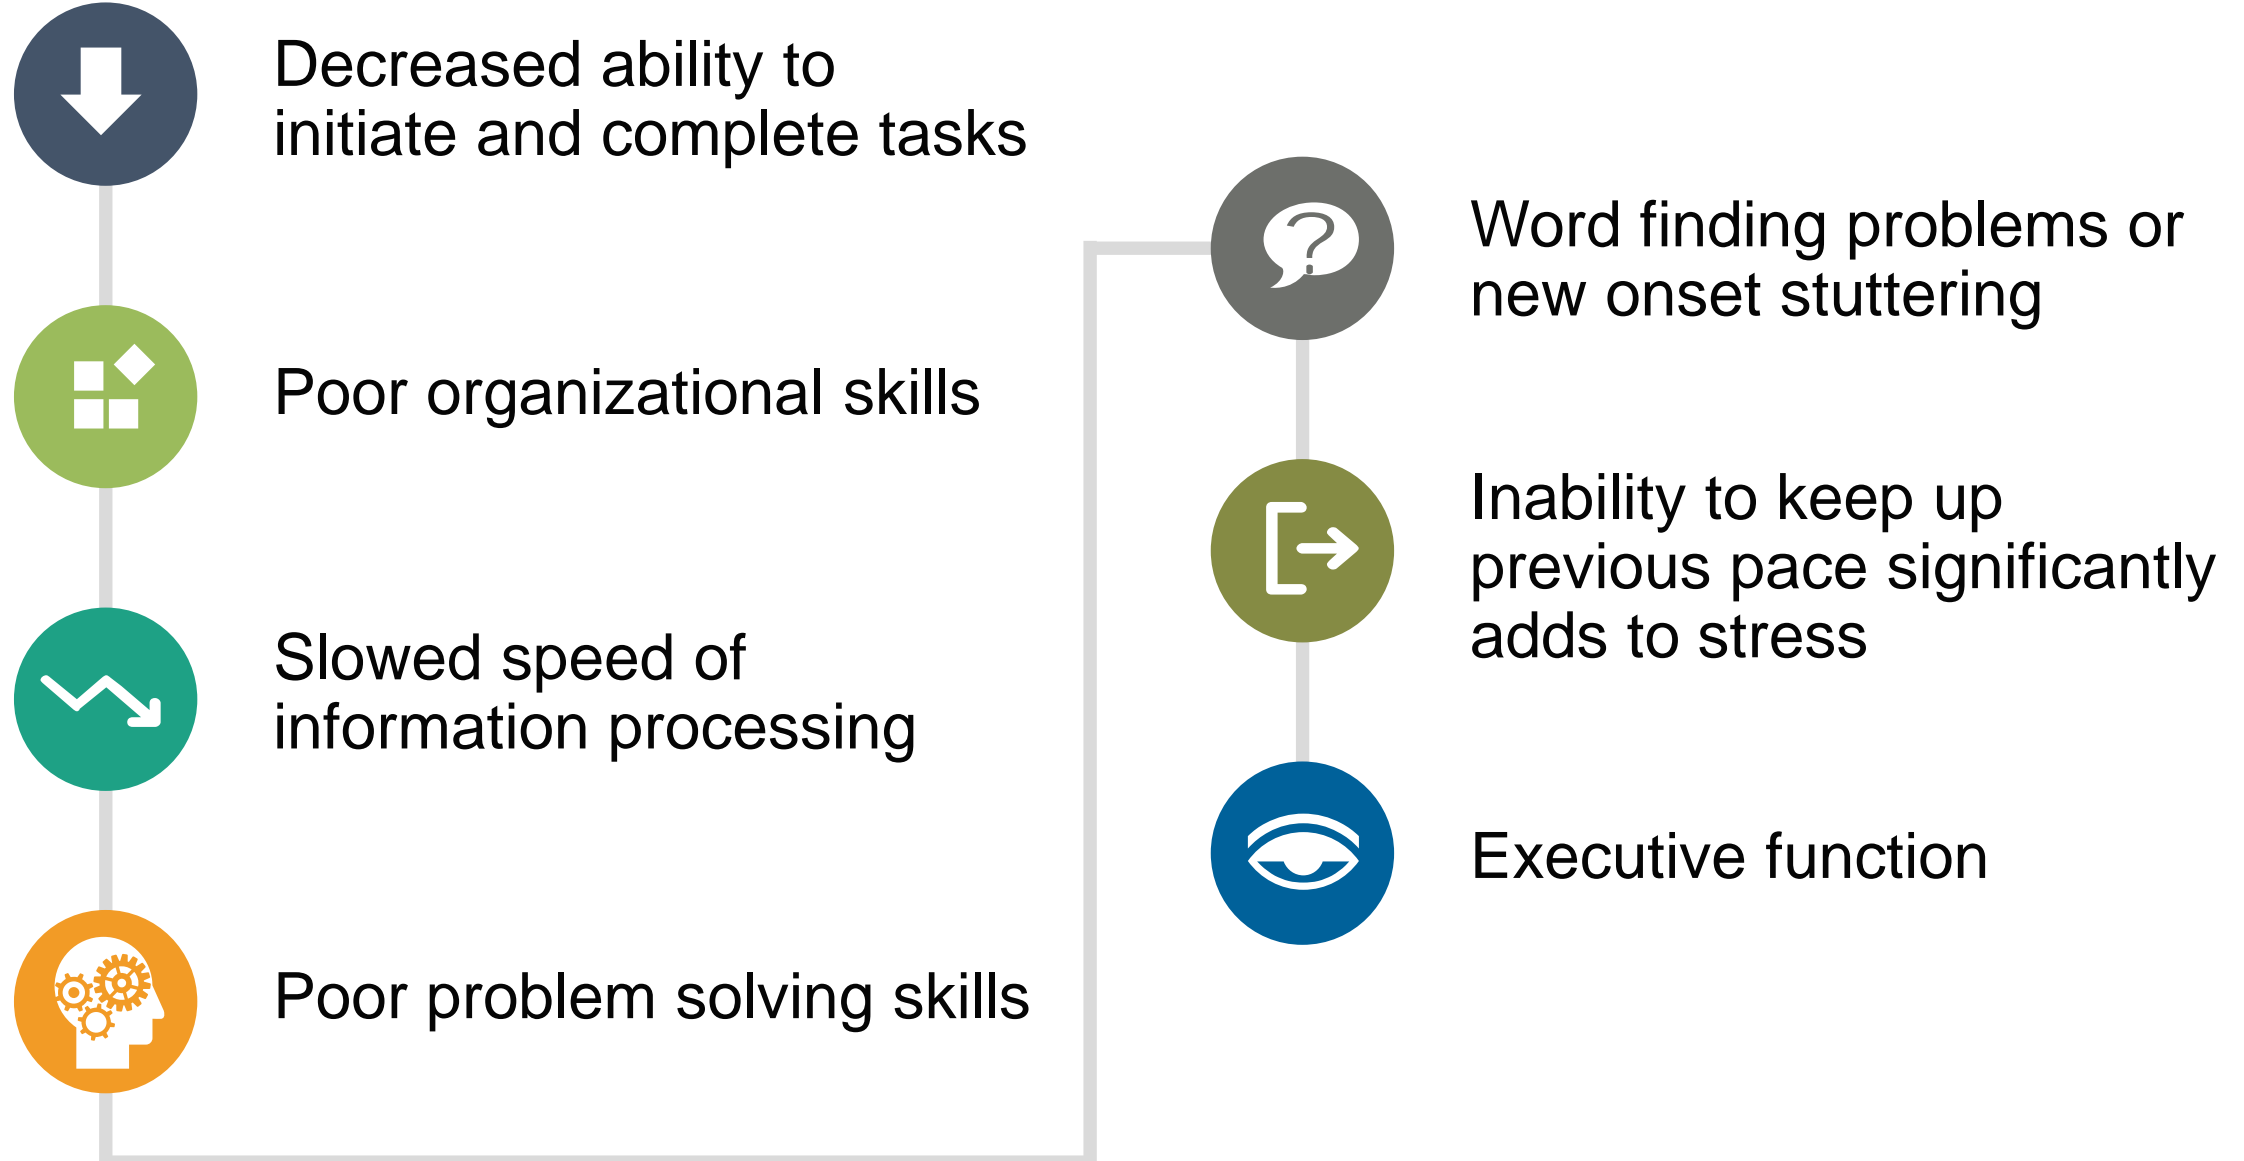 Decreased ability to
initiate and complete tasks
Poor organizational skills
Slowed speed of
information processing
Poor problem solving skills
?
Word finding problems or
new onset stuttering
Inability to keep up
previous pace significantly
adds to stress
Executive function